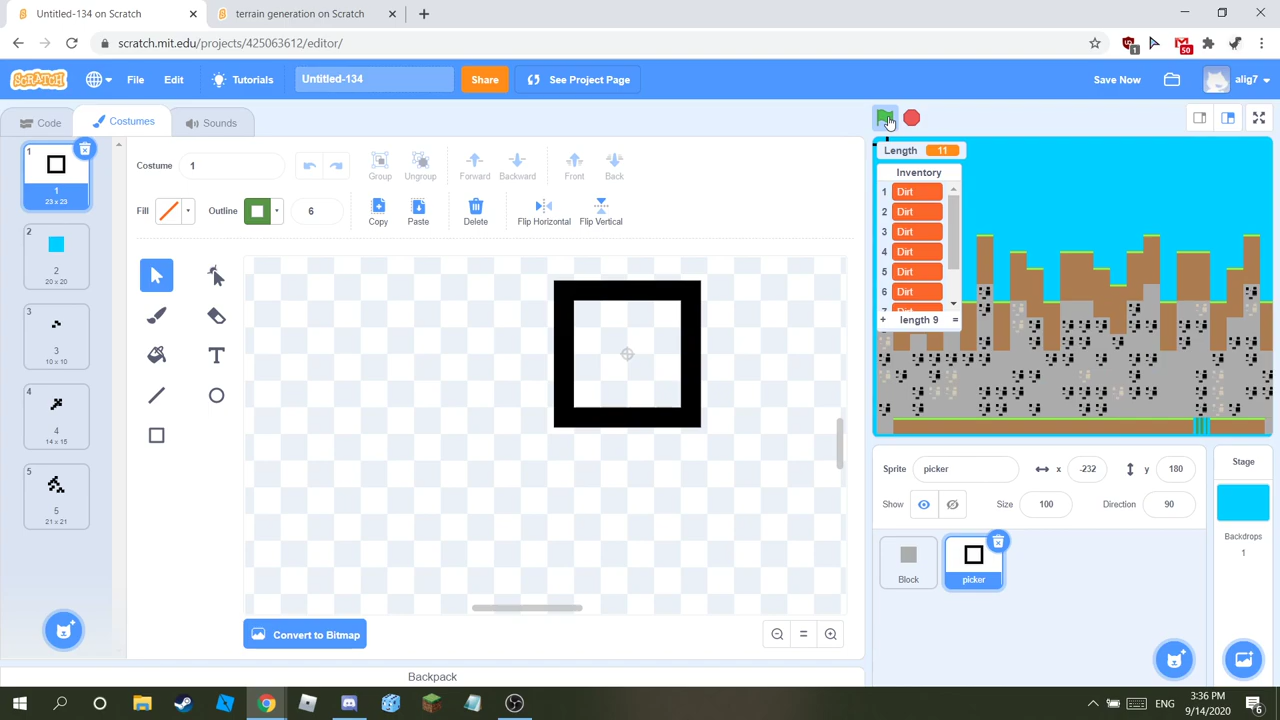 Untitled-134 on Scratch
terrain generation on Scratch
scratch.mit.edu/projects/425063612/editor/
1
50
SCRATCH
File
Edit
Tutorials
Untitled-134
Share
See Project Page
Save Now
alig7
Code
Costumes
Sounds
1
1
23 x 23
2
2
20 x 20
3
3
10 x 10
4
4
14 x 15
5
5
21 x 21
Costume
1
Group
Ungroup
Forward
Backward
Front
Back
Fill
Outline
6
Copy
Paste
Delete
Flip Horizontal
Flip Vertical
T
Convert to Bitmap
Backpack
Length 11
Inventory
1 Dirt
2 Dirt
3 Dirt
4 Dirt
5 Dirt
6 Dirt
+ length 9 =
Sprite
picker
x
-232
y
180
Show
Size
100
Direction
90
Block
picker
Stage
Backdrops
1
ENG
3:36 PM
9/14/2020
6